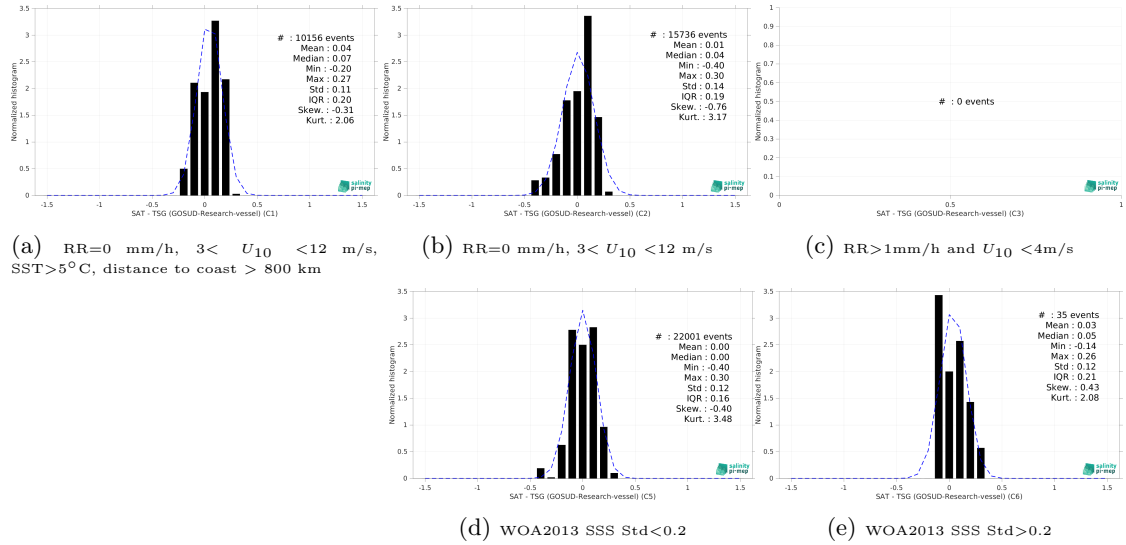 3.5
3
2.5
2
1.5
1
0.5
0
Normalized histogram
# : 10156 events
Mean : 0.04
Median : 0.07
Min : -0.20
Max : 0.27
Std : 0.11
IQR : 0.20
Skew. : -0.31
Kurt. : 2.06
salinity
pi-mep
-1.5 -1 -0.5 0 0.5 1 1.5
SAT - TSG (GOSUD-Research-vessel) (C1)
(a) RR=0 mm/h, 3< U10 <12 m/s,
SST>5°C, distance to coast > 800 km
3.5
3
2.5
2
1.5
1
0.5
0
Normalized histogram
# : 15736 events
Mean : 0.01
Median : 0.04
Min : -0.40
Max : 0.30
Std : 0.14
IQR : 0.19
Skew. : -0.76
Kurt. : 3.17
salinity
pi-mep
-1.5 -1 -0.5 0 0.5 1 1.5
SAT - TSG (GOSUD-Research-vessel) (C2)
(b) RR=0 mm/h, 3< U10 <12 m/s
1
0.9
0.8
0.7
0.6
0.5
0.4
0.3
0.2
0.1
0
Normalized histogram
# : 0 events
salinity
pi-mep
0 0.5 1
SAT - TSG (GOSUD-Research-vessel) (C3)
(c) RR>1mm/h and U10 <4m/s
3.5
3
2.5
2
1.5
1
0.5
0
Normalized histogram
# : 22001 events
Mean : 0.00
Median : 0.00
Min : -0.40
Max : 0.30
Std : 0.12
IQR : 0.16
Skew. : -0.40
Kurt. : 3.48
salinity
pi-mep
-1.5 -1 -0.5 0 0.5 1 1.5
SAT - TSG (GOSUD-Research-vessel) (C5)
(d) WOA2013 SSS Std<0.2
3.5
3
2.5
2
1.5
1
0.5
0
Normalized histogram
# : 35 events
Mean : 0.03
Median : 0.05
Min : -0.14
Max : 0.26
Std : 0.12
IQR : 0.21
Skew. : 0.43
Kurt. : 2.08
salinity
pi-mep
-1.5 -1 -0.5 0 0.5 1 1.5
SAT - TSG (GOSUD-Research-vessel) (C6)
(e) WOA2013 SSS Std>0.2